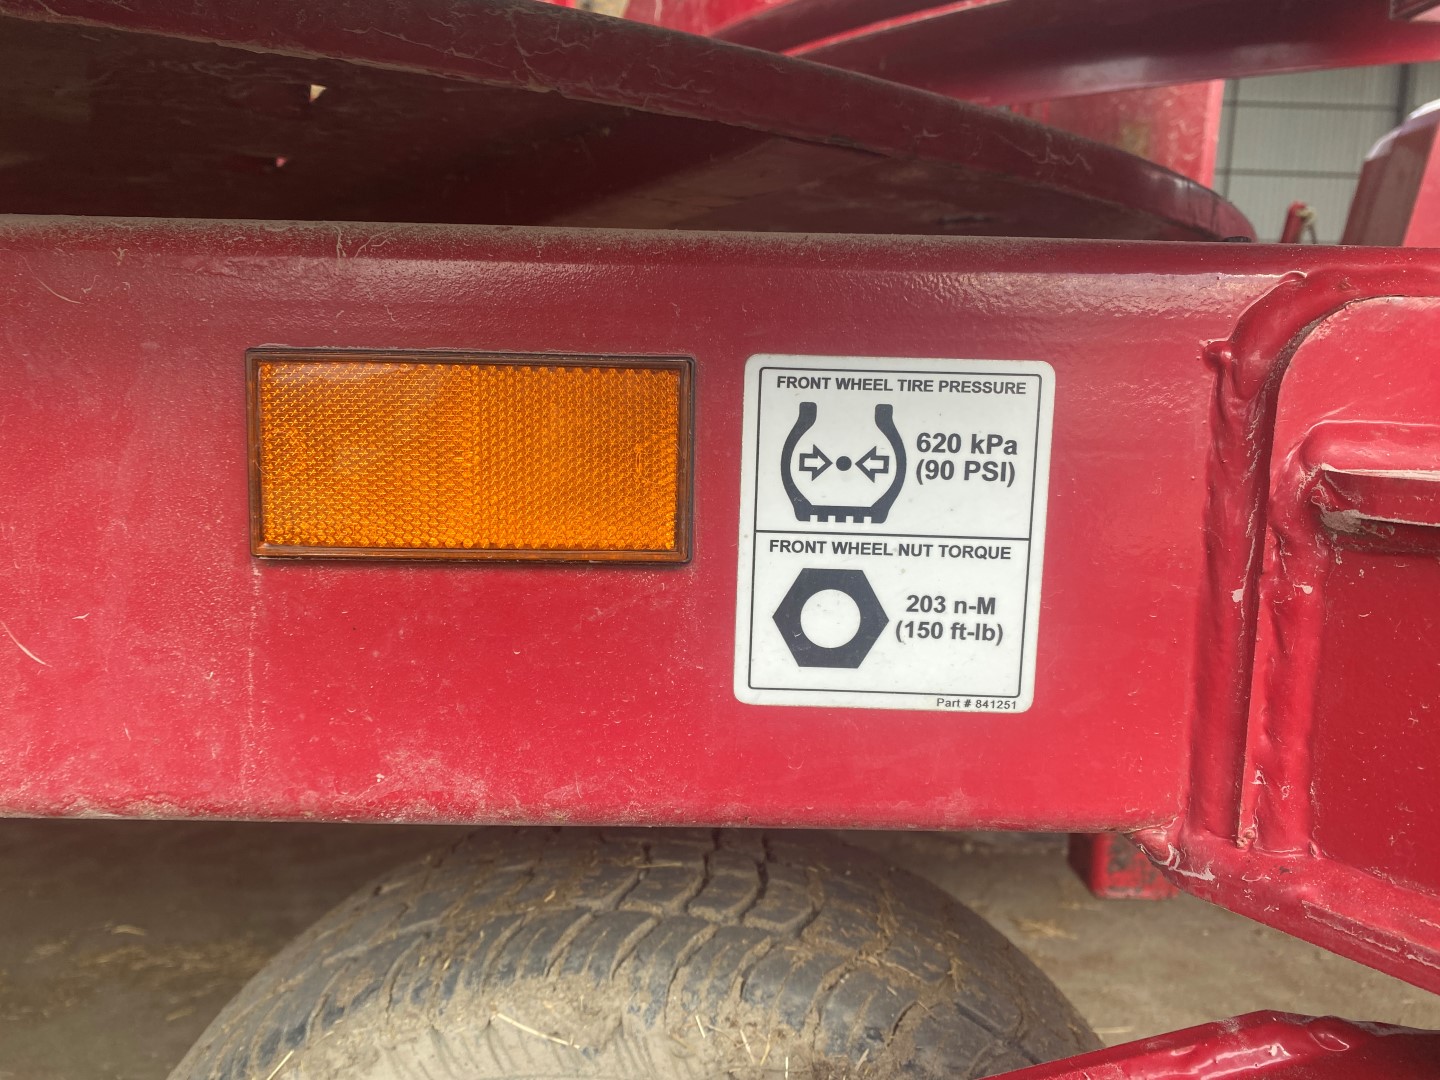 FRONT WHEEL TIRE PRESSURE
620 kPa
(90 PSI)
FRONT WHEEL NUT TORQUE
203 n-M
(150 ft-lb)
Part # 841251